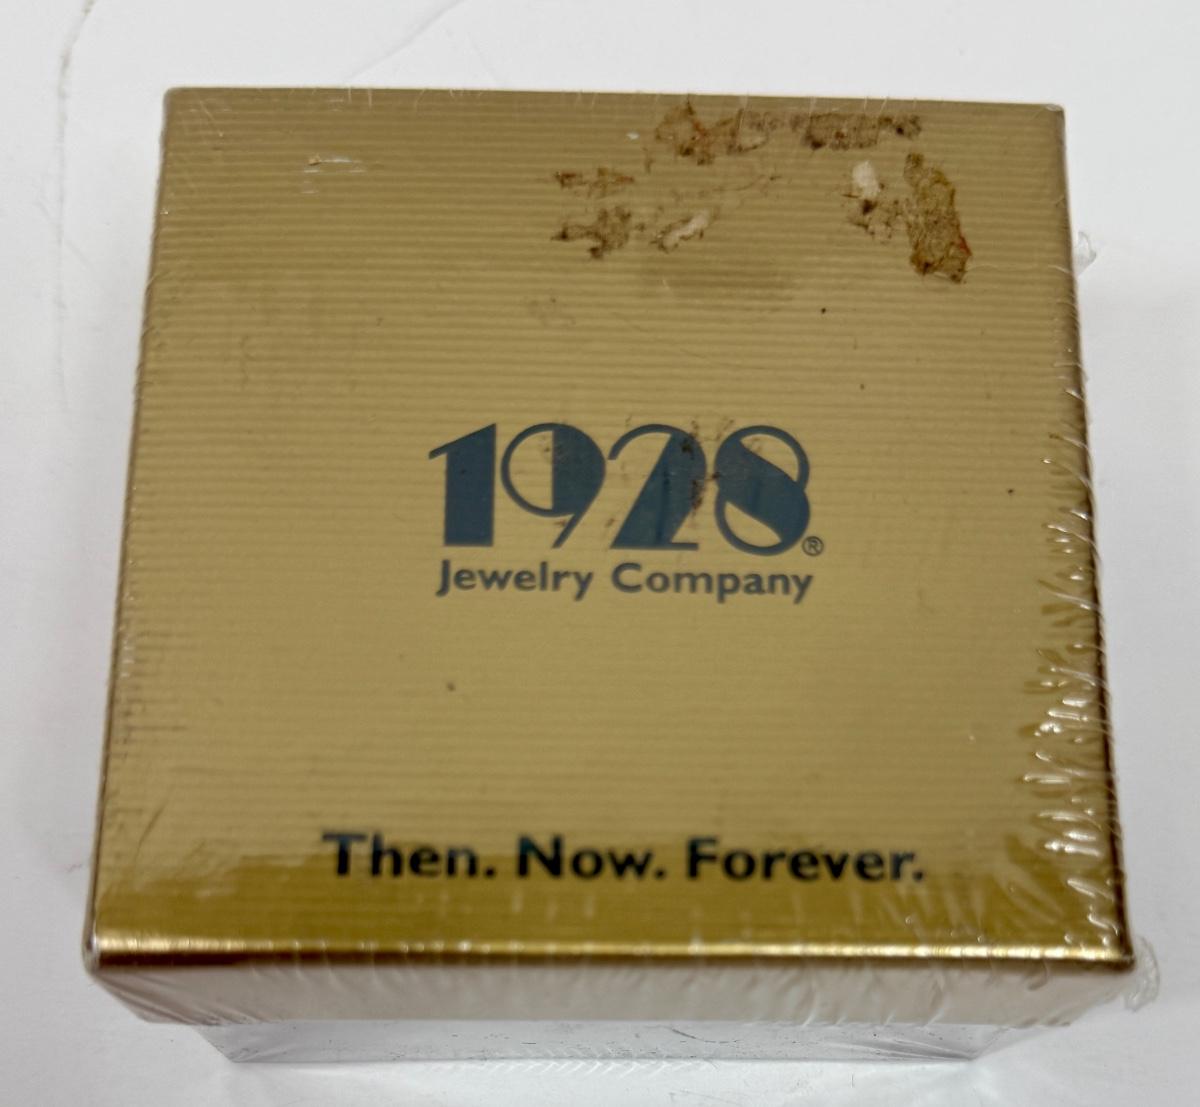 1928®
Jewelry Company
Then. Now. Forever.